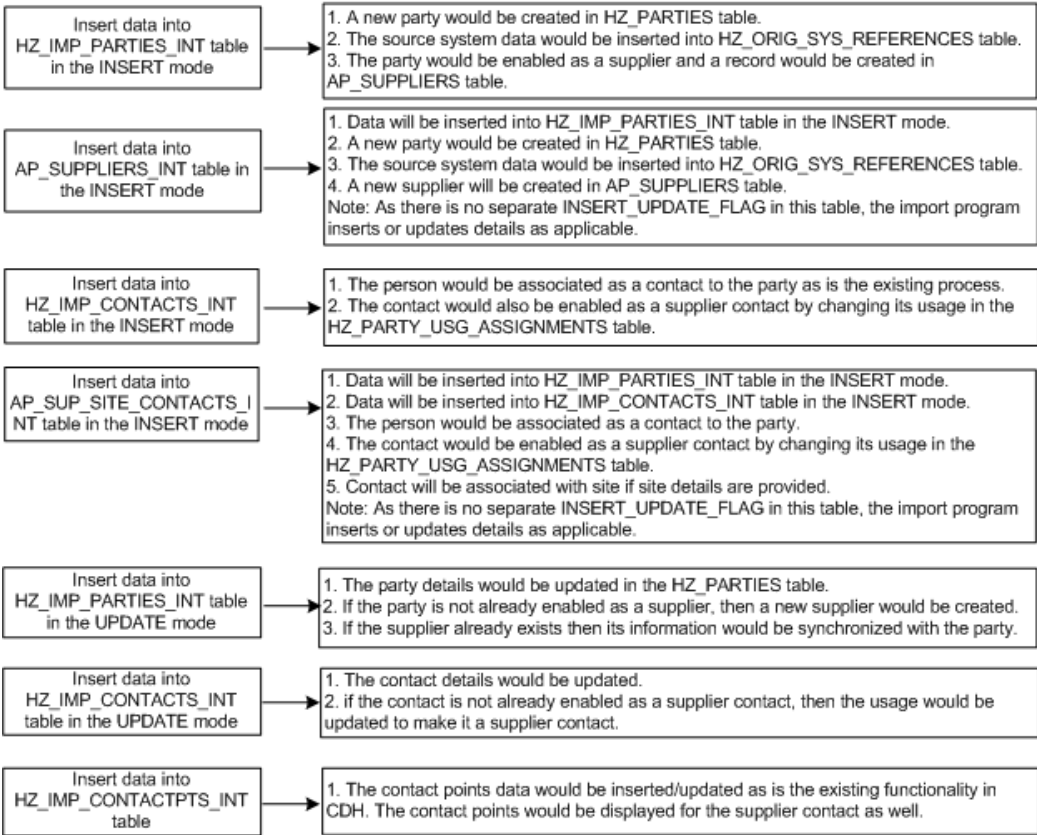 Insert data into
HZ_IMP_PARTIES_INT table
in the INSERT mode
1. A new party would be created in HZ_PARTIES table.
2. The source system data would be inserted into HZ_ORIG_SYS_REFERENCES table.
3. The party would be enabled as a supplier and a record would be created in
AP_SUPPLIERS table.
Insert data into
AP_SUPPLIERS_INT table in
the INSERT mode
1. Data will be inserted into HZ_IMP_PARTIES_INT table in the INSERT mode.
2. A new party would be created in HZ_PARTIES table.
3. The source system data would be inserted into HZ_ORIG_SYS_REFERENCES table.
4. A new supplier will be created in AP_SUPPLIERS table.
Note: As there is no separate INSERT_UPDATE_FLAG in this table, the import program
inserts or updates details as applicable.
Insert data into
HZ_IMP_CONTACTS_INT
table in the INSERT mode
1. The person would be associated as a contact to the party as is the existing process.
2. The contact would also be enabled as a supplier contact by changing its usage in the
HZ_PARTY_USG_ASSIGNMENTS table.
Insert data into
AP_SUP_SITE_CONTACTS_I
NT table in the INSERT mode
1. Data will be inserted into HZ_IMP_PARTIES_INT table in the INSERT mode.
2. Data will be inserted into HZ_IMP_CONTACTS_INT table in the INSERT mode.
3. The person would be associated as a contact to the party.
4. The contact would be enabled as a supplier contact by changing its usage in the
HZ_PARTY_USG_ASSIGNMENTS table.
5. Contact will be associated with site if site details are provided.
Note: As there is no separate INSERT_UPDATE_FLAG in this table, the import program
inserts or updates details as applicable.
Insert data into
HZ_IMP_PARTIES_INT table
in the UPDATE mode
1. The party details would be updated in the HZ_PARTIES table.
2. If the party is not already enabled as a supplier, then a new supplier would be created.
3. If the supplier already exists then its information would be synchronized with the party.
Insert data into
HZ_IMP_CONTACTS_INT
table in the UPDATE mode
1. The contact details would be updated.
2. if the contact is not already enabled as a supplier contact, then the usage would be
updated to make it a supplier contact.
Insert data into
HZ_IMP_CONTACTPTS_INT
table
1. The contact points data would be inserted/updated as is the existing functionality in
CDH. The contact points would be displayed for the supplier contact as well.